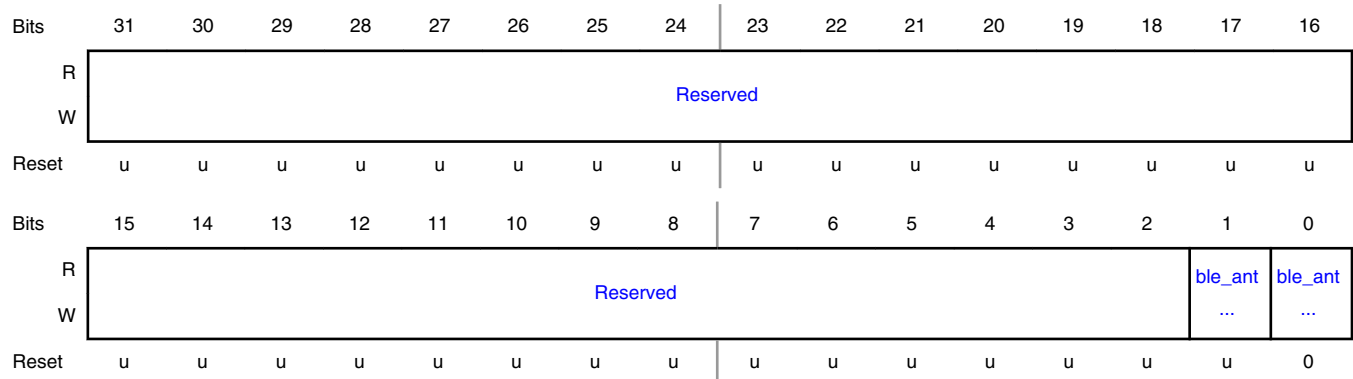 Bits 31 30 29 28 27 26 25 24 23 22 21 20 19 18 17 16
R
Reserved
W
Reset u u u u u u u u u u u u u u u u
Bits 15 14 13 12 11 10 9 8 7 6 5 4 3 2 1 0
R ble_ant ble_ant
Reserved
W ... ...
Reset u u u u u u u u u u u u u u u 0